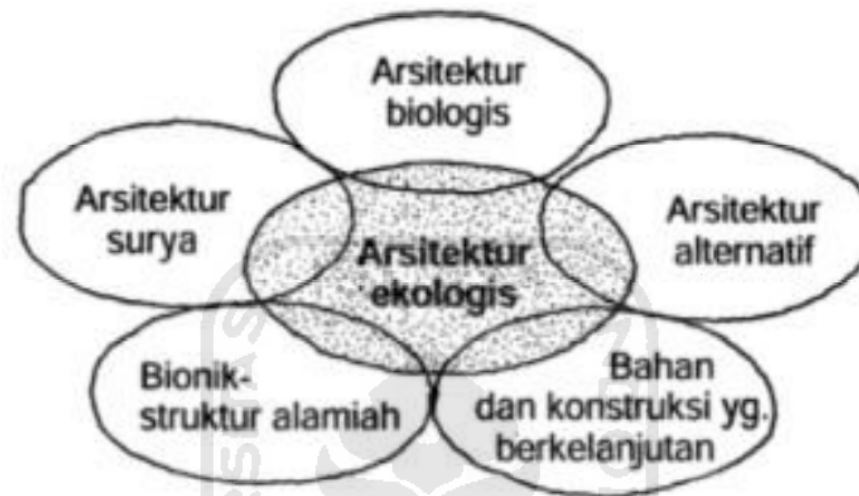 Arsitektur
biologis
Arsitektur
surya
Arsitektur
alternatif
Arsitektur
ekologis
Bionik-
struktur alamiah
Bahan
dan konstruksi yg.
berkelanjutan